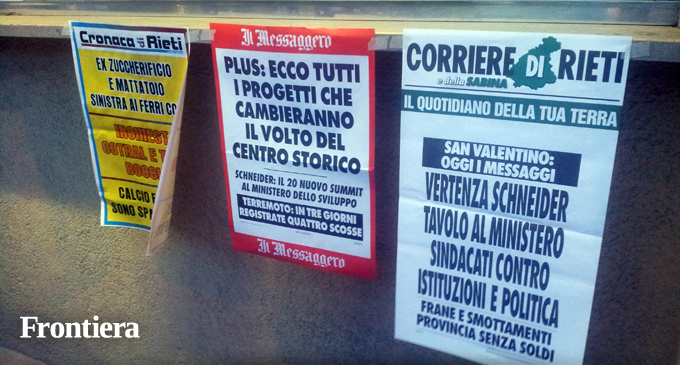 Cronaca di Rieti
EX ZUCCHERIFICIO
E MATTATOIO
SINISTRA AI FERRI
COTRAL E
CALCIO
SONO
Il Messaggero
PLUS: ECCO TUTTI
I PROGETTI CHE
CAMBIERANNO
IL VOLTO DEL
CENTRO STORICO
SCHNEIDER: IL 20 NUOVO SUMMIT
AL MINISTERO DELLO SVILUPPO
TERREMOTO: IN TRE GIORNI
REGISTRATE QUATTRO SCOSSE
Il Messaggero
CORRIERE DI RIETI
e della SABINA
IL QUOTIDIANO DELLA TUA TERRA
SAN VALENTINO:
OGGI I MESSAGGI
VERTENZA SCHNEIDER
TAVOLO AL MINISTERO
SINDACATI CONTRO
ISTITUZIONI E POLITICA
FRANE E SMOTTAMENTI
PROVINCIA SENZA SOLDI
Frontiera